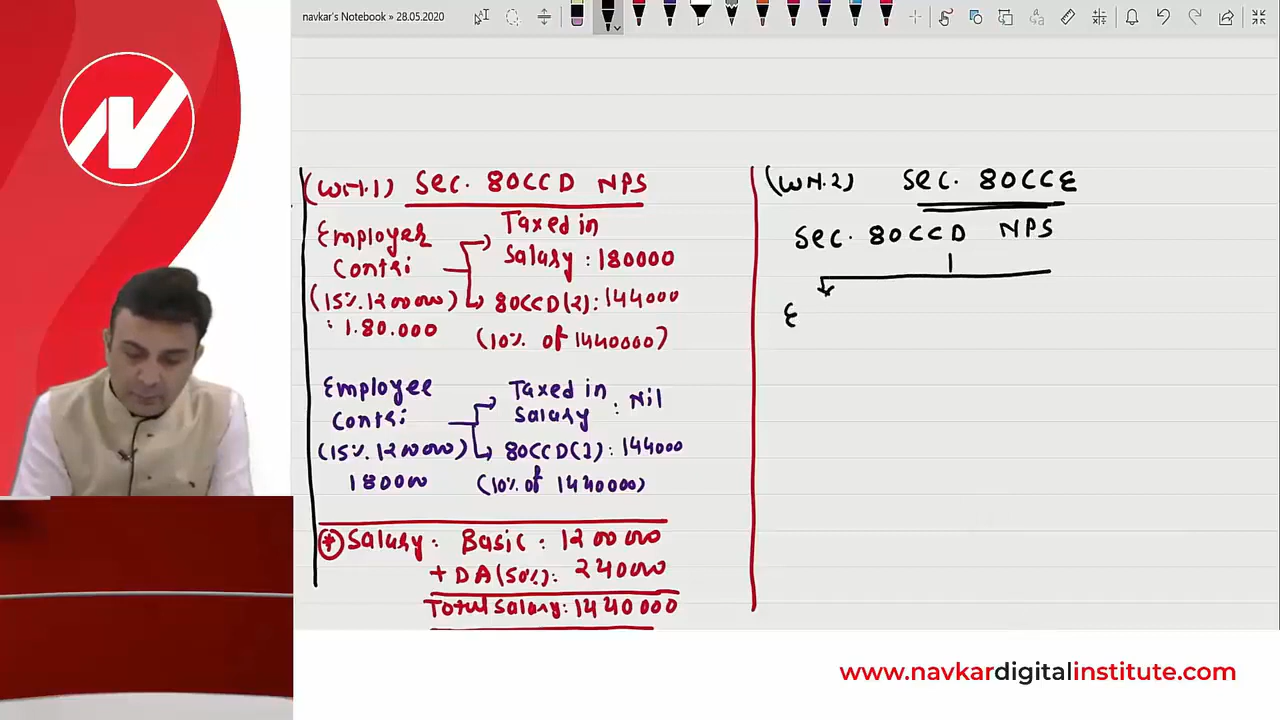 navkar's Notebook » 28.05.2020
(WN.1) Sec. 80CCD NPS
Employer Contri
(15% 1200000)
: 1.80.000
Taxed in
Salary : 180000
80CCD(2): 144000
(10% of 1440000)
Employee Contri
(15% 1200000)
180000
Taxed in
Salary : Nil
80CCD(1): 144000
(10% of 1440000)
* Salary: Basic : 1200000
+ DA (50%): 240000
Total Salary: 1440000
(WN.2) Sec. 80CCE
Sec. 80CCD NPS
E
www.navkardigitalinstitute.com